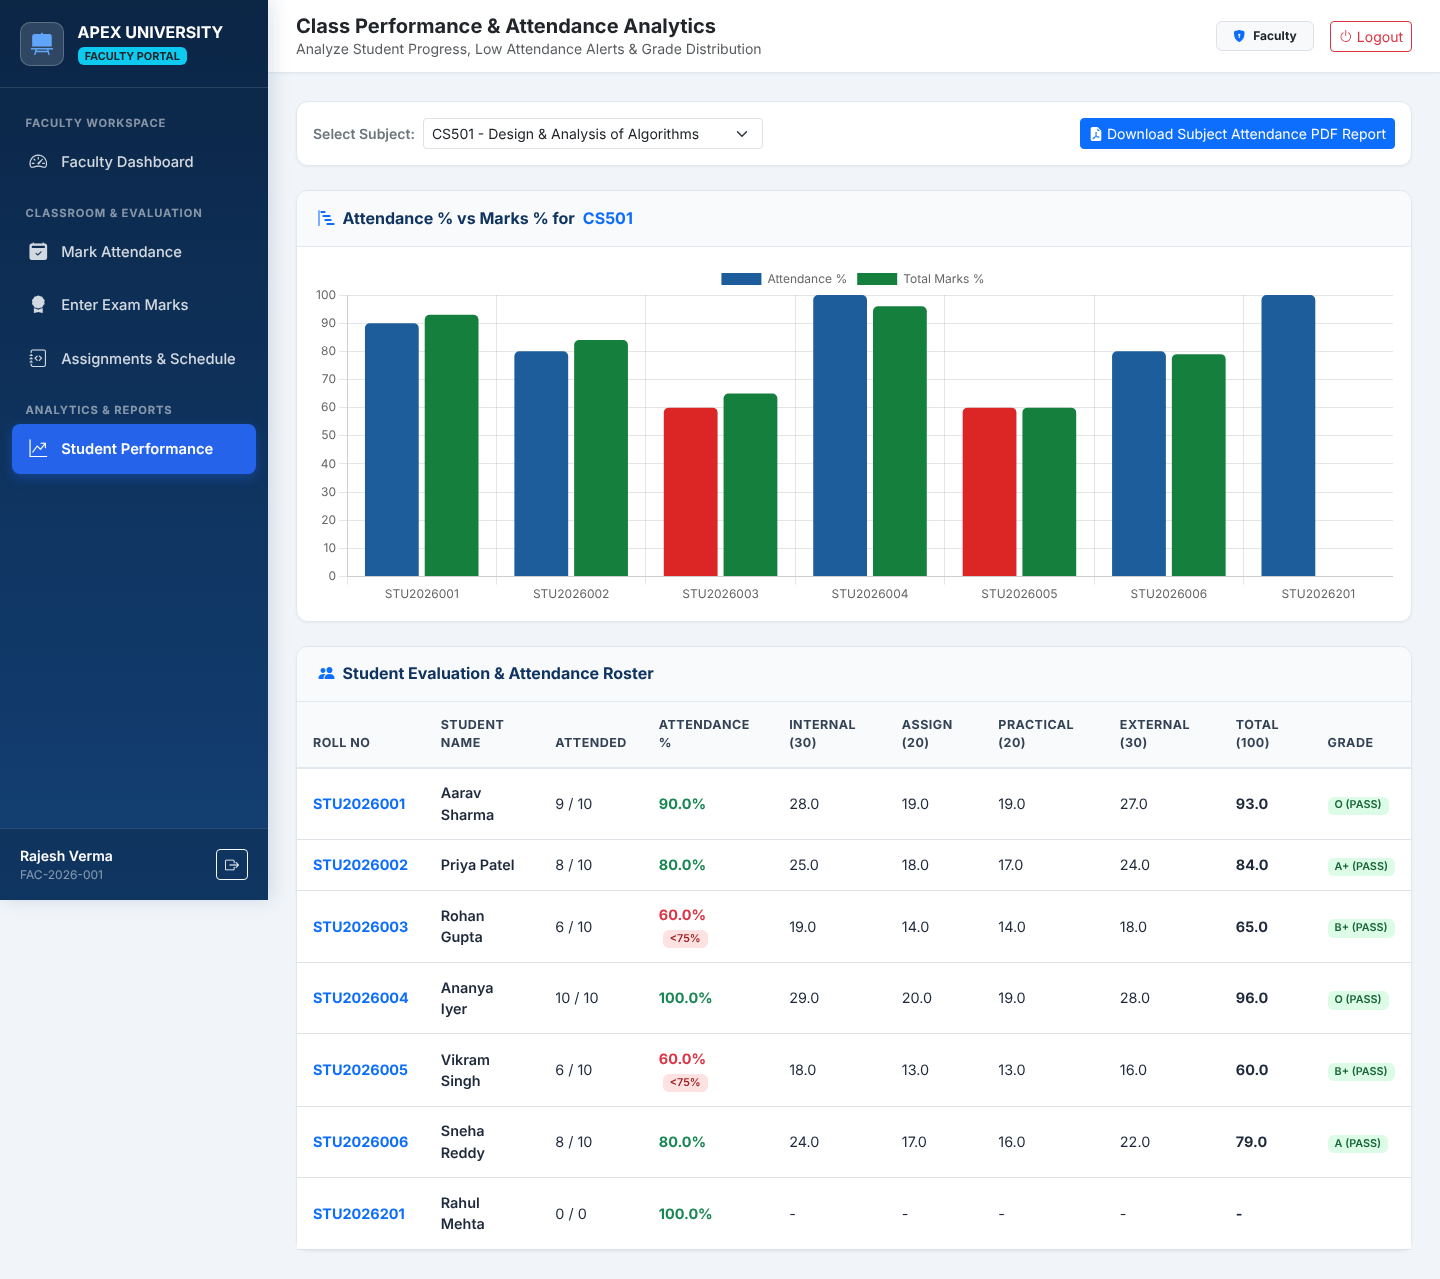 APEX UNIVERSITY
FACULTY PORTAL
FACULTY WORKSPACE
Faculty Dashboard
CLASSROOM & EVALUATION
Mark Attendance
Enter Exam Marks
Assignments & Schedule
ANALYTICS & REPORTS
Student Performance
Rajesh Verma
FAC-2026-001
Class Performance & Attendance Analytics
Analyze Student Progress, Low Attendance Alerts & Grade Distribution
Faculty
Logout
Select Subject: CS501 - Design & Analysis of Algorithms
Download Subject Attendance PDF Report
Attendance % vs Marks % for CS501
Attendance % Total Marks %
100
90
80
70
60
50
40
30
20
10
0
STU2026001 STU2026002 STU2026003 STU2026004 STU2026005 STU2026006 STU2026201
Student Evaluation & Attendance Roster
ROLL NO STUDENT NAME ATTENDED ATTENDANCE % INTERNAL (30) ASSIGN (20) PRACTICAL (20) EXTERNAL (30) TOTAL (100) GRADE
STU2026001 Aarav Sharma 9 / 10 90.0% 28.0 19.0 19.0 27.0 93.0 O (PASS)
STU2026002 Priya Patel 8 / 10 80.0% 25.0 18.0 17.0 24.0 84.0 A+ (PASS)
STU2026003 Rohan Gupta 6 / 10 60.0% <75% 19.0 14.0 14.0 18.0 65.0 B+ (PASS)
STU2026004 Ananya Iyer 10 / 10 100.0% 29.0 20.0 19.0 28.0 96.0 O (PASS)
STU2026005 Vikram Singh 6 / 10 60.0% <75% 18.0 13.0 13.0 16.0 60.0 B+ (PASS)
STU2026006 Sneha Reddy 8 / 10 80.0% 24.0 17.0 16.0 22.0 79.0 A (PASS)
STU2026201 Rahul Mehta 0 / 0 100.0% - - - - -